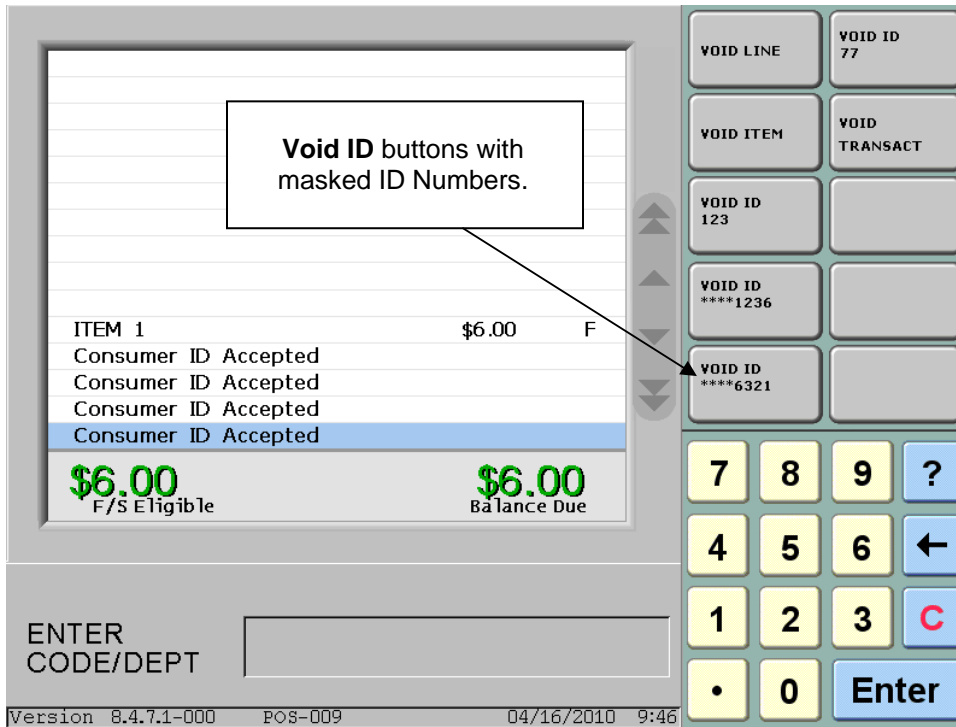 Void ID buttons with
masked ID Numbers.
ITEM 1 $6.00 F
Consumer ID Accepted
Consumer ID Accepted
Consumer ID Accepted
Consumer ID Accepted
$6.00 $6.00
F/S Eligible Balance Due
ENTER
CODE/DEPT
Version 8.4.7.1-000 POS-009 04/16/2010 9:46
VOID LINE
VOID ID
77
VOID ITEM
VOID
TRANSACT
VOID ID
123
VOID ID
****1236
VOID ID
****6321
7 8 9 ?
4 5 6 ←
1 2 3 C
• 0 Enter